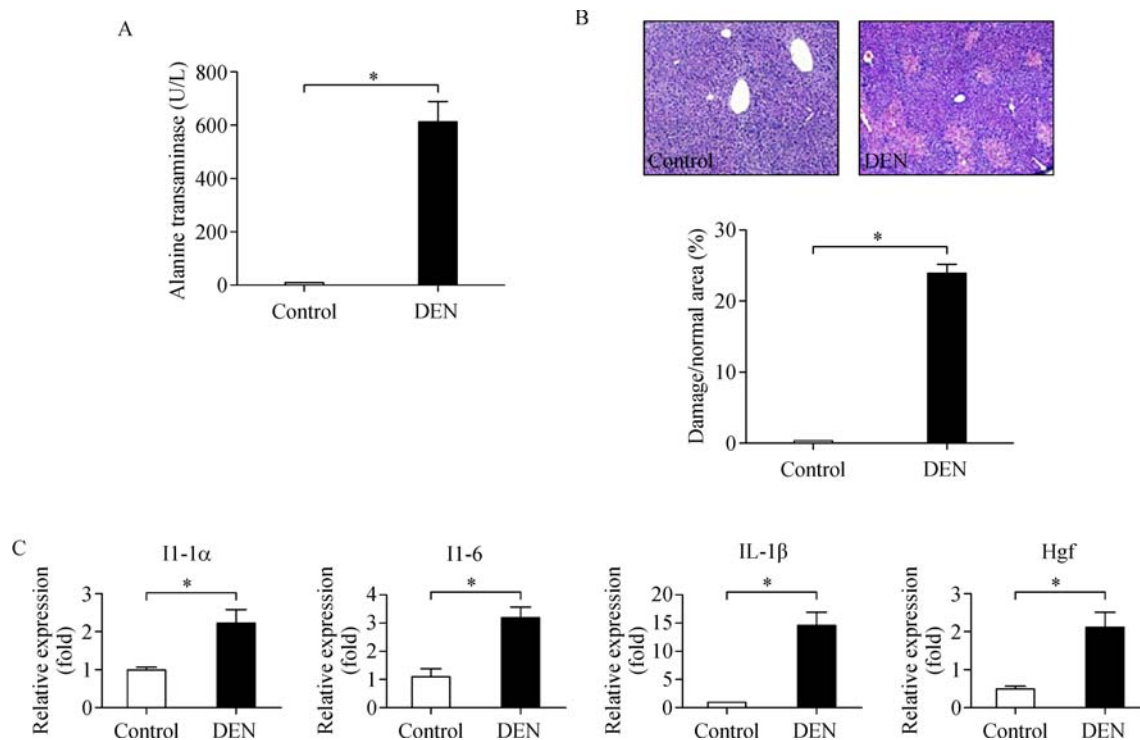 A
Alanine transaminase (U/L)
800
600
400
200
0
*
Control
DEN
B
Control
DEN
Damage/normal area (%)
30
20
10
0
*
Control
DEN
C
I1-1α
Relative expression
(fold)
3
2
1
0
*
Control
DEN
I1-6
Relative expression
(fold)
4
3
2
1
0
*
Control
DEN
IL-1β
Relative expression
(fold)
20
15
10
5
0
*
Control
DEN
Hgf
Relative expression
(fold)
3
2
1
0
*
Control
DEN